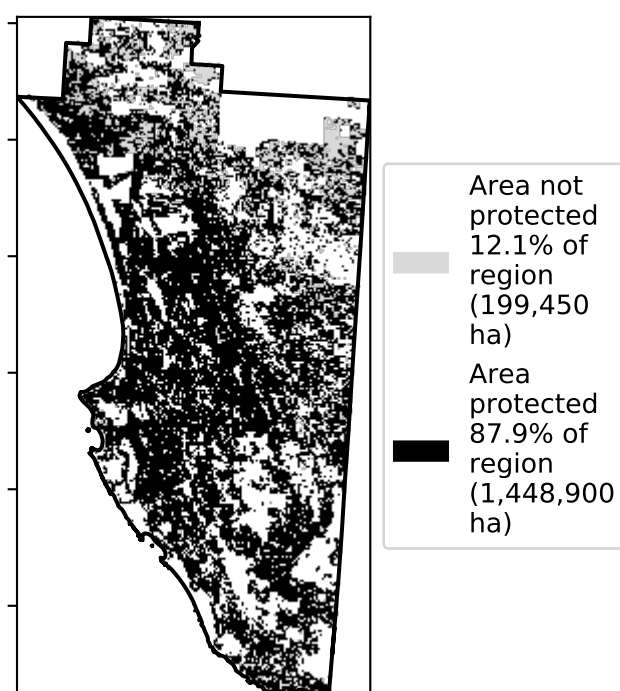 Area not
protected
12.1% of
region
(199,450
ha)
Area
protected
87.9% of
region
(1,448,900
ha)